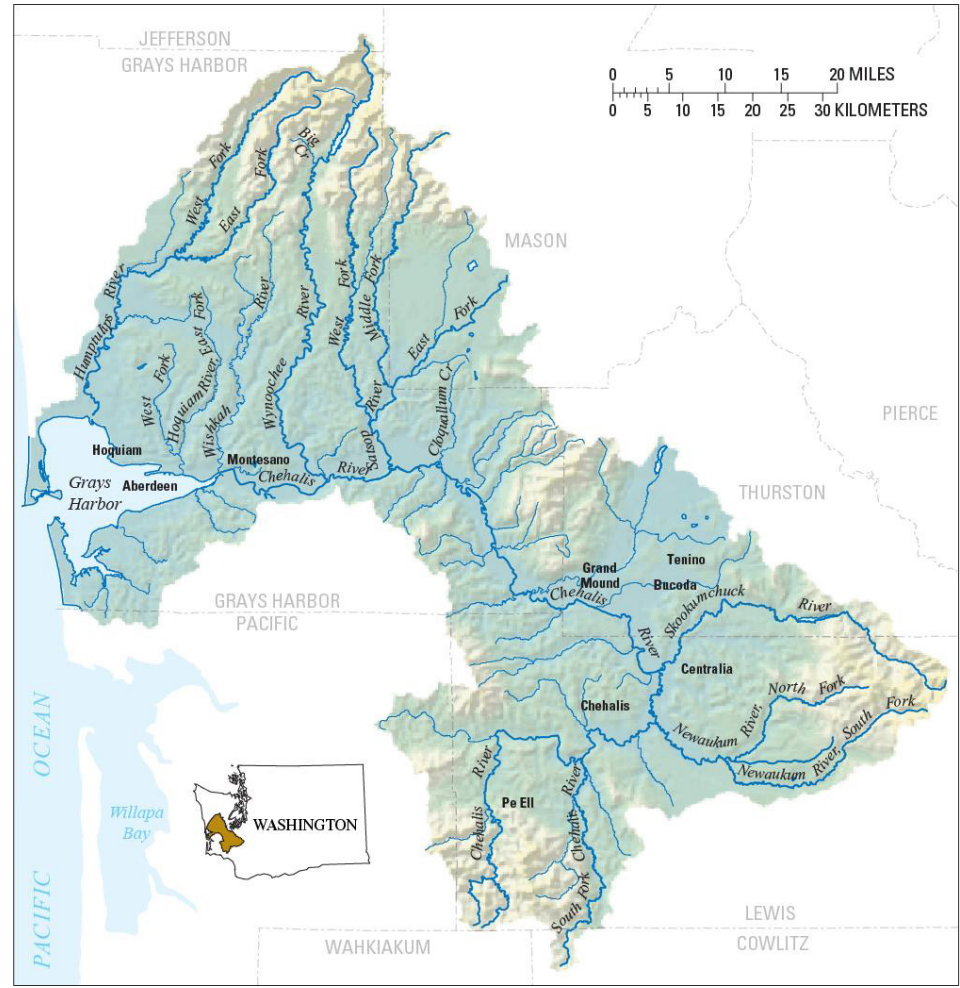 JEFFERSON
GRAYS HARBOR
0 5 10 15 20 MILES
0 5 10 15 20 25 30 KILOMETERS
Big
Cr
West Fork
East Fork
MASON
Humptulips River
West Fork
Hoquiam River, East Fork
Wishkah River
Wynoochee River
West Fork
Middle Fork
East Fork
Satsop River
Cloquallum Cr
PIERCE
Hoquiam
Montesano
Chehalis River
Grays
Harbor
Aberdeen
THURSTON
Grand
Mound
Tenino
Bucoda
Chehalis River
Skookumchuck River
GRAYS HARBOR
PACIFIC
Centralia
Chehalis
Newaukum River, North Fork
Newaukum River, South Fork
PACIFIC OCEAN
Willapa
Bay
WASHINGTON
Pe Ell
Chehalis River
South Fork Chehalis River
LEWIS
COWLITZ
WAHKIAKUM